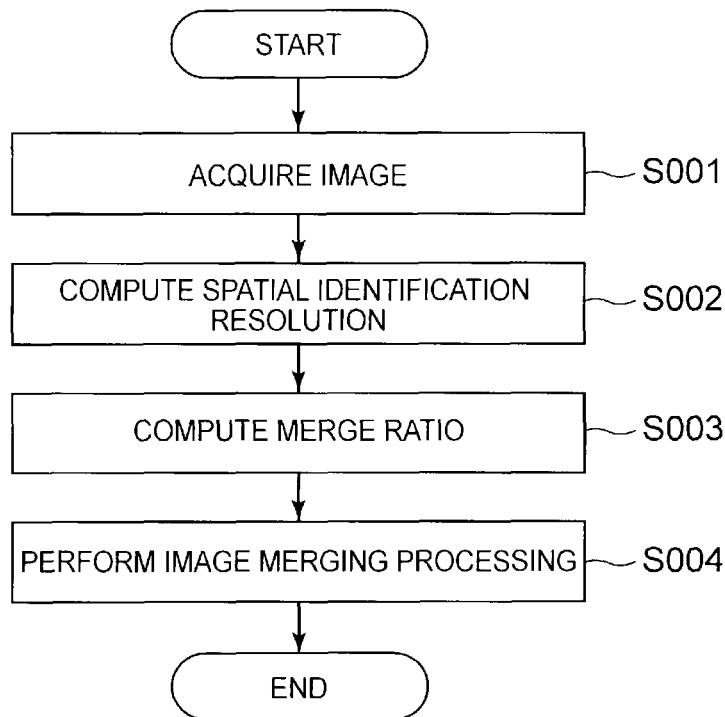 START
ACQUIRE IMAGE
S001
COMPUTE SPATIAL IDENTIFICATION
RESOLUTION
S002
COMPUTE MERGE RATIO
S003
PERFORM IMAGE MERGING PROCESSING
S004
END